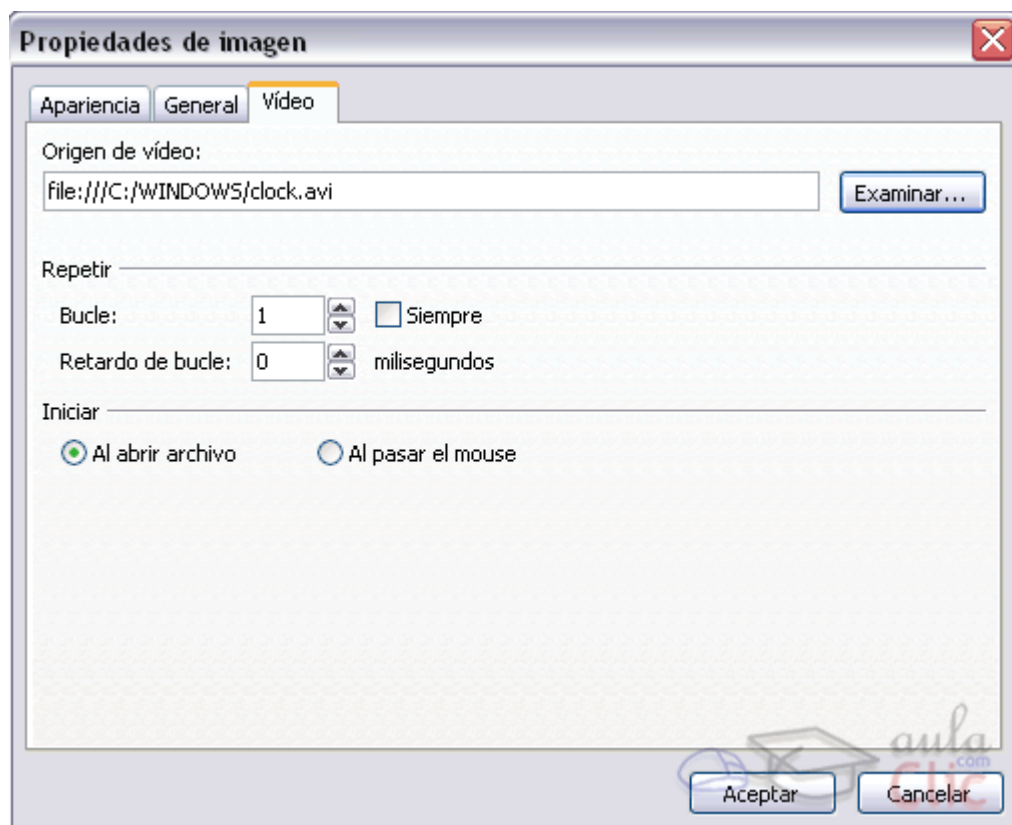 Propiedades de imagen
Apariencia General Vídeo
Origen de vídeo:
file:///C:/WINDOWS/clock.avi Examinar...
Repetir
Bucle: 1 Siempre
Retardo de bucle: 0 milisegundos
Iniciar
Al abrir archivo Al pasar el mouse
aula
.com
Clic
Aceptar Cancelar